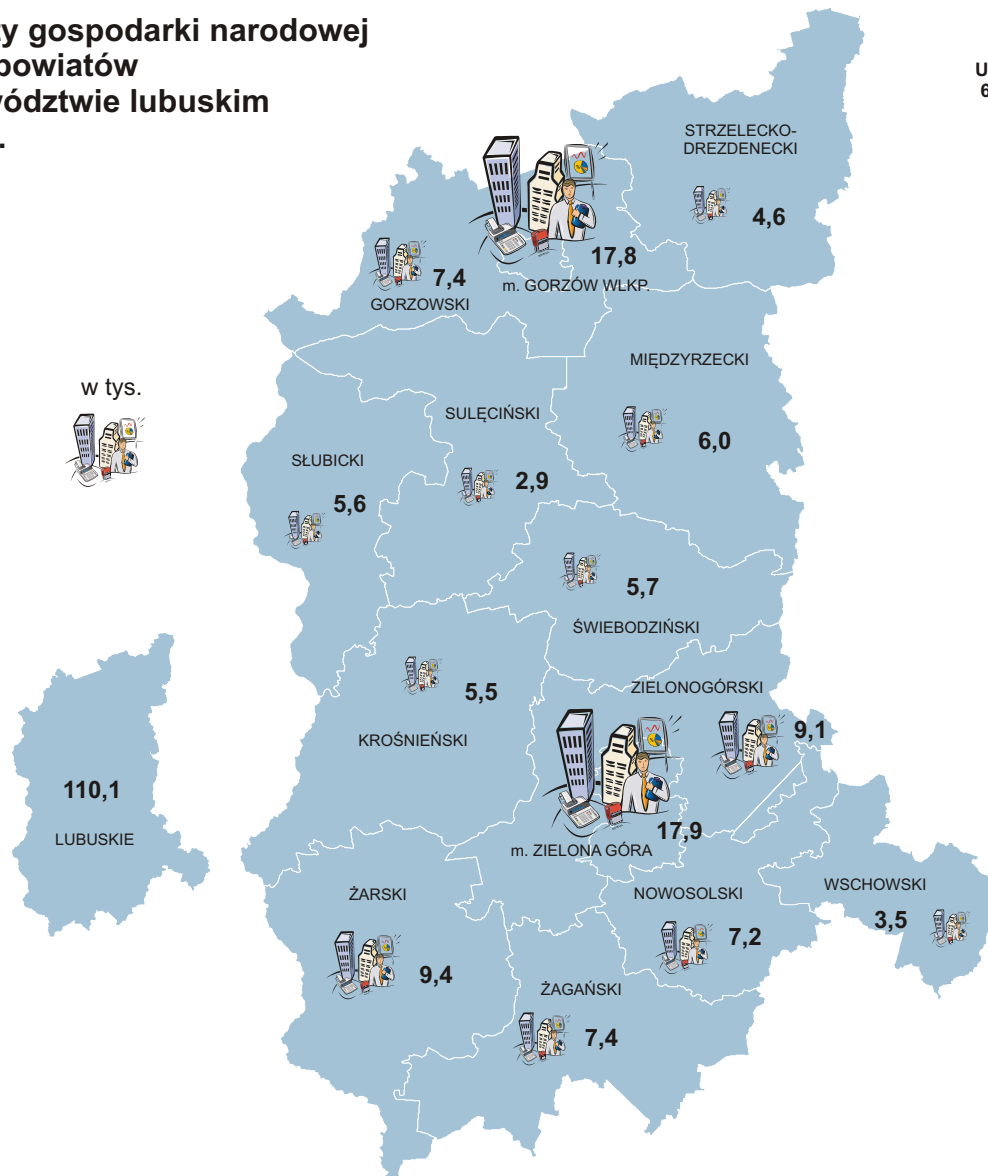 ty gospodarki narodowej
powiatów
wództwie lubuskim
U
6
STRZELECKO-
DREZDENECKI
4,6
17,8
m. GORZÓW WLKP.
7,4
GORZOWSKI
MIĘDZYRZECKI
6,0
w tys.
SULĘCIŃSKI
2,9
SŁUBICKI
5,6
5,7
ŚWIEBODZIŃSKI
5,5
KROŚNIEŃSKI
ZIELONOGÓRSKI
9,1
17,9
m. ZIELONA GÓRA
110,1
LUBUSKIE
ŻARSKI
9,4
NOWOSOLSKI
7,2
WSCHOWSKI
3,5
ŻAGAŃSKI
7,4